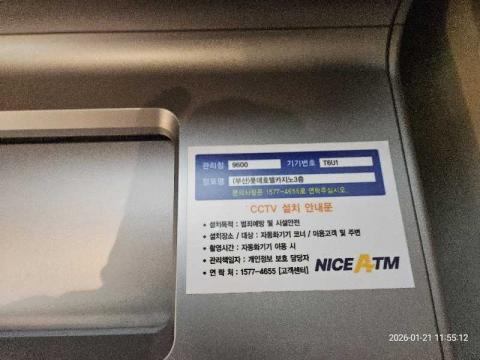 관리점 9600 기기번호 T6U1
점포명 (부산)롯데호텔카지노3층
문의사항은 1577-4655로 연락주십시오.
CCTV 설치 안내문
• 설치목적 : 범죄예방 및 시설안전
• 설치장소 / 대상 : 자동화기기 코너 / 이용고객 및 주변
• 촬영시간 : 자동화기기 이용 시
• 관리책임자 : 개인정보 보호 담당자
• 연 락 처 : 1577-4655 [고객센터]
NICE ATM
2026-01-21 11:55:12